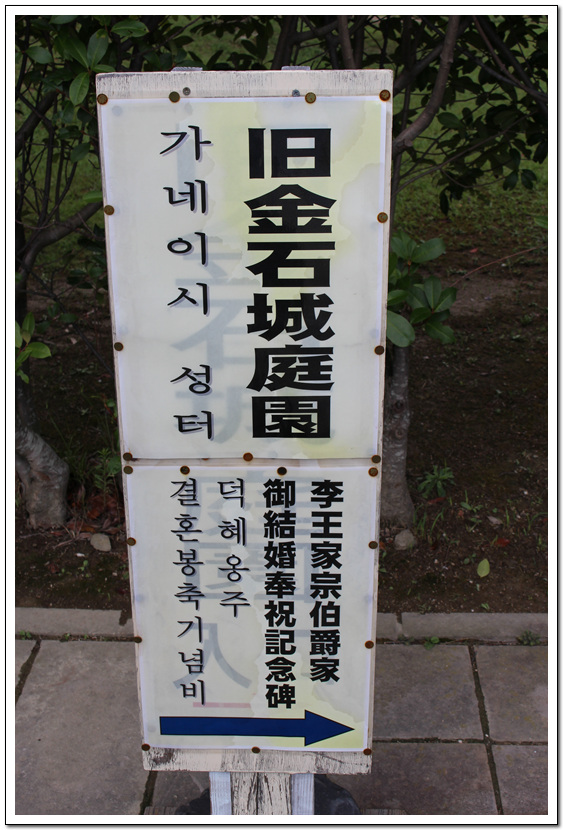 旧金石城庭園
가네이시 성터
李王家宗伯爵家
御結婚奉祝記念碑
덕혜옹주
결혼봉축기념비